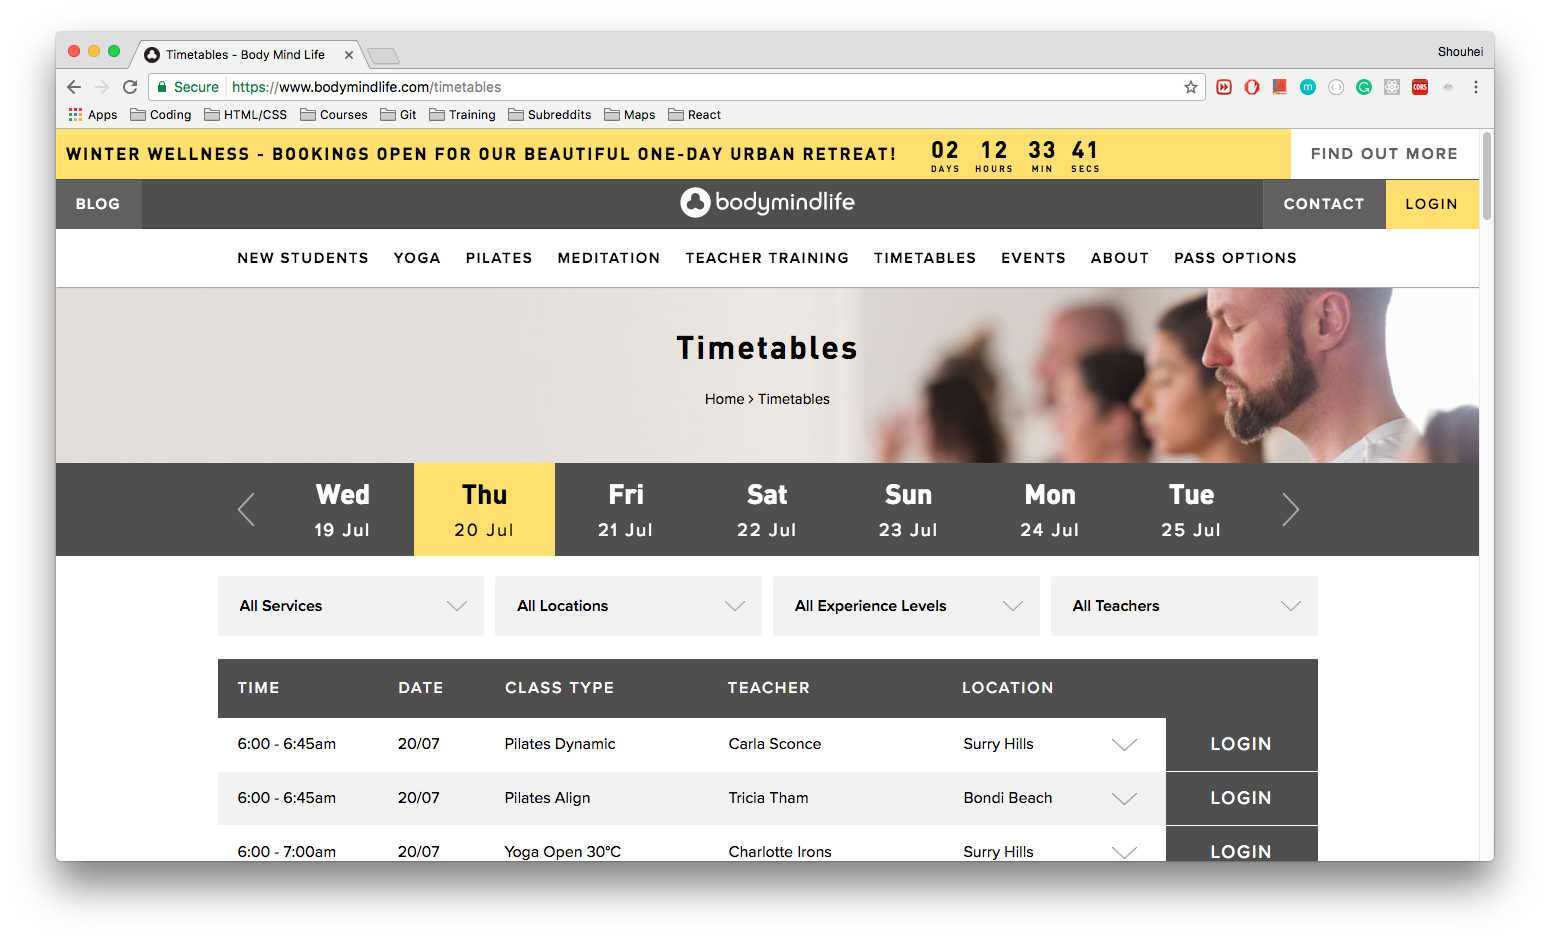 Timetables - Body Mind Life
Shouhei
Secure https://www.bodymindlife.com/timetables
Apps Coding HTML/CSS Courses Git Training Subreddits Maps React
WINTER WELLNESS - BOOKINGS OPEN FOR OUR BEAUTIFUL ONE-DAY URBAN RETREAT! 02 12 33 41
DAYS HOURS MIN SECS
FIND OUT MORE
BLOG bodymindlife CONTACT LOGIN
NEW STUDENTS YOGA PILATES MEDITATION TEACHER TRAINING TIMETABLES EVENTS ABOUT PASS OPTIONS
Timetables
Home > Timetables
Wed Thu Fri Sat Sun Mon Tue
19 Jul 20 Jul 21 Jul 22 Jul 23 Jul 24 Jul 25 Jul
All Services All Locations All Experience Levels All Teachers
TIME DATE CLASS TYPE TEACHER LOCATION
6:00 - 6:45am 20/07 Pilates Dynamic Carla Sconce Surry Hills LOGIN
6:00 - 6:45am 20/07 Pilates Align Tricia Tham Bondi Beach LOGIN
6:00 - 7:00am 20/07 Yoga Open 30°C Charlotte Irons Surry Hills LOGIN